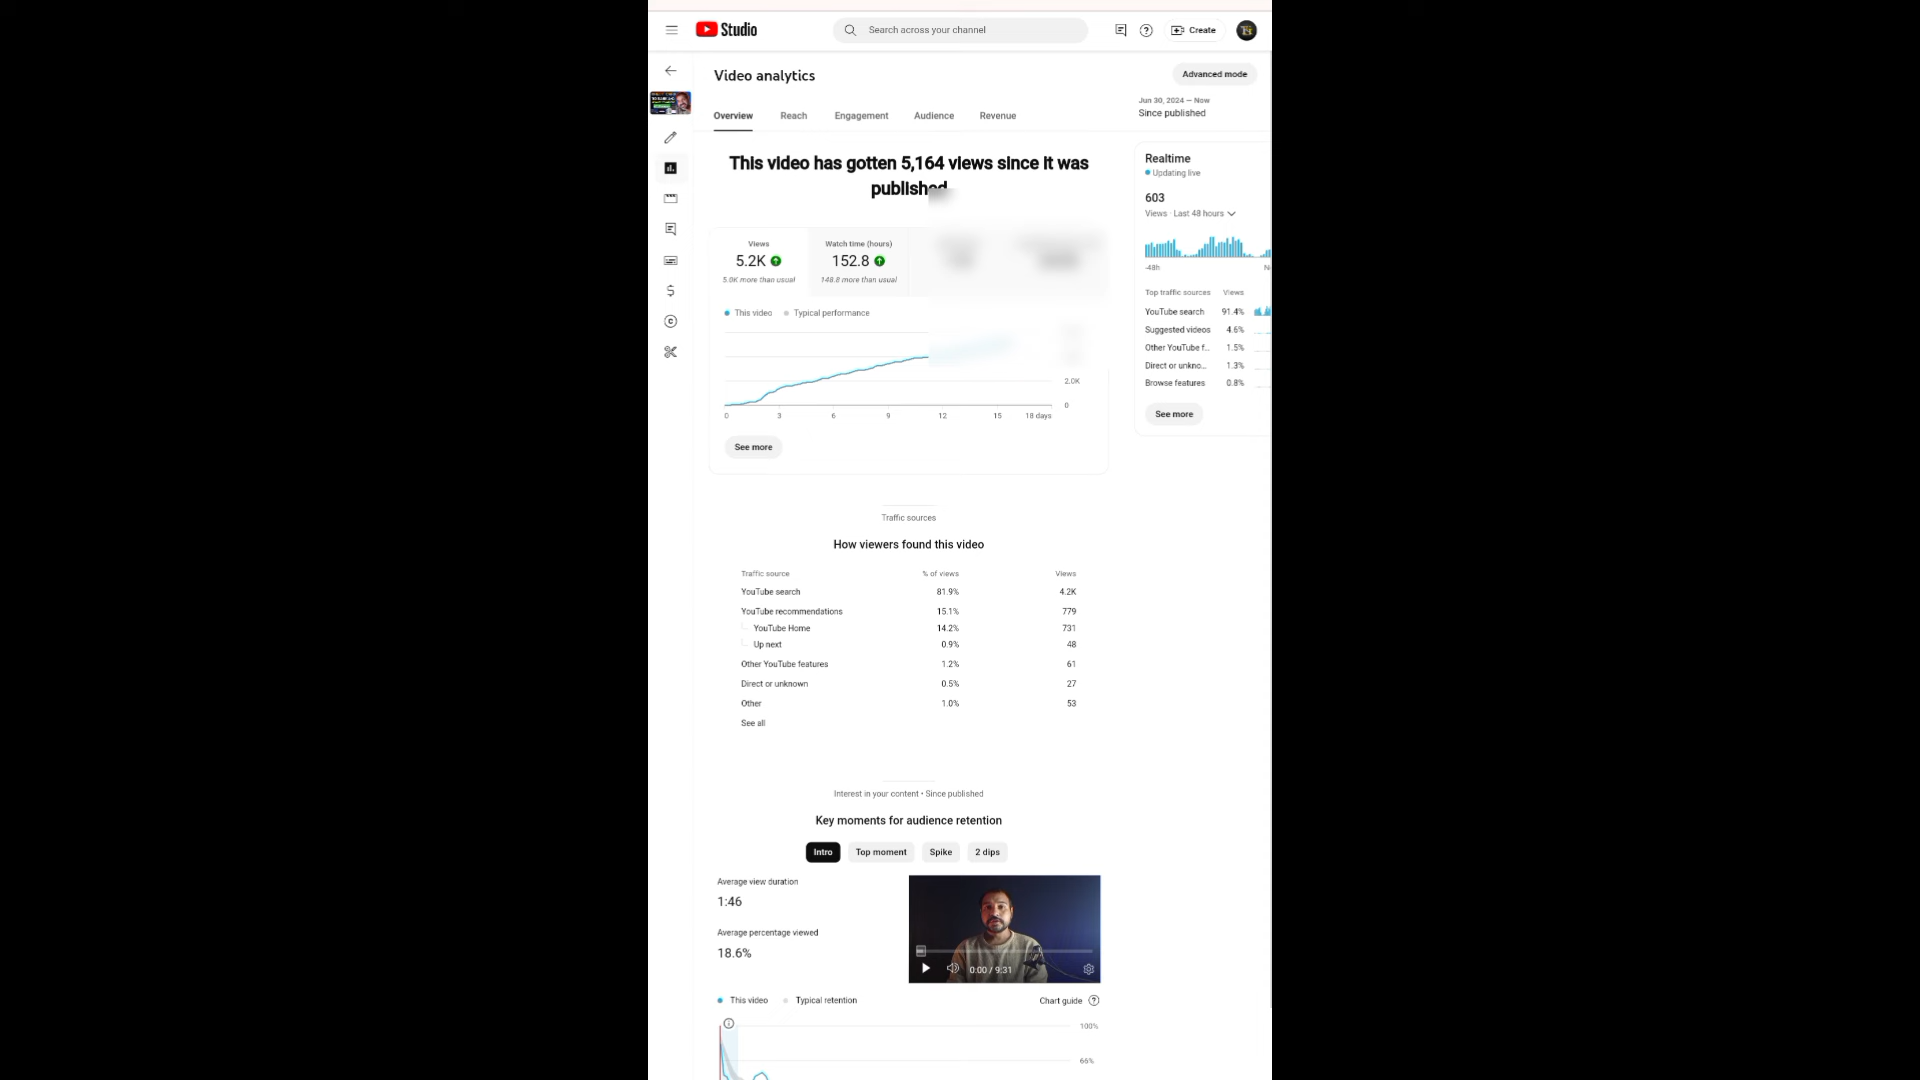 Studio
Search across your channel
Create
Video analytics
Advanced mode
Jun 30, 2024 — Now
Since published
Overview
Reach
Engagement
Audience
Revenue
This video has gotten 5,164 views since it was
published
Views
5.2K
5.0K more than usual
Watch time (hours)
152.8
148.8 more than usual
This video
Typical performance
2.0K
0
0
3
6
9
12
15
18 days
See more
Realtime
Updating live
603
Views · Last 48 hours
-48h
Top traffic sources
Views
YouTube search 91.4%
Suggested videos 4.6%
Other YouTube f... 1.5%
Direct or unkno... 1.3%
Browse features 0.8%
See more
Traffic sources
How viewers found this video
Traffic source % of views Views
YouTube search 81.9% 4.2K
YouTube recommendations 15.1% 779
YouTube Home 14.2% 731
Up next 0.9% 48
Other YouTube features 1.2% 61
Direct or unknown 0.5% 27
Other 1.0% 53
See all
Interest in your content • Since published
Key moments for audience retention
Intro
Top moment
Spike
2 dips
Average view duration
1:46
Average percentage viewed
18.6%
0:00 / 9:31
This video
Typical retention
Chart guide
100%
66%